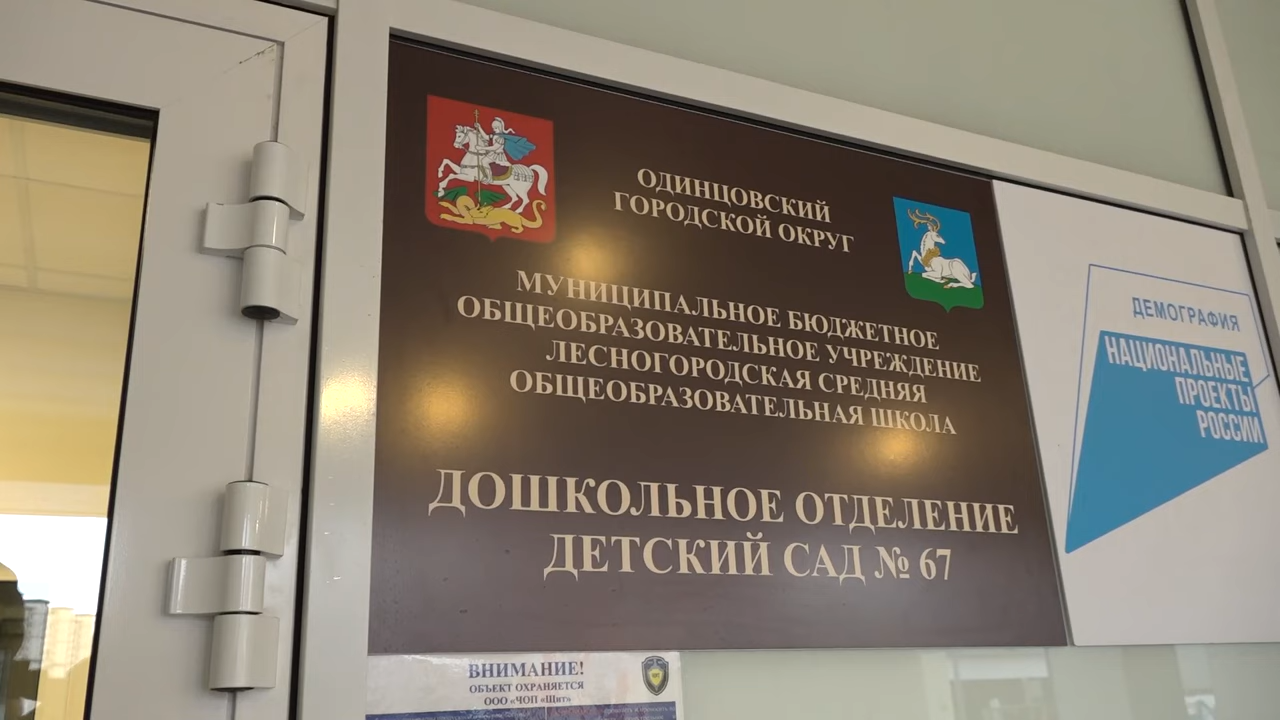 ОДИНЦОВСКИЙ
ГОРОДСКОЙ ОКРУГ
МУНИЦИПАЛЬНОЕ БЮДЖЕТНОЕ
ОБЩЕОБРАЗОВАТЕЛЬНОЕ УЧРЕЖДЕНИЕ
ЛЕСНОГОРОДСКАЯ СРЕДНЯЯ
ОБЩЕОБРАЗОВАТЕЛЬНАЯ ШКОЛА
ДОШКОЛЬНОЕ ОТДЕЛЕНИЕ
ДЕТСКИЙ САД № 67
ДЕМОГРАФИЯ
НАЦИОНАЛЬНЫЕ
ПРОЕКТЫ
РОССИИ
ВНИМАНИЕ!
ОБЪЕКТ ОХРАНЯЕТСЯ
ООО «ЧОП «Щит»